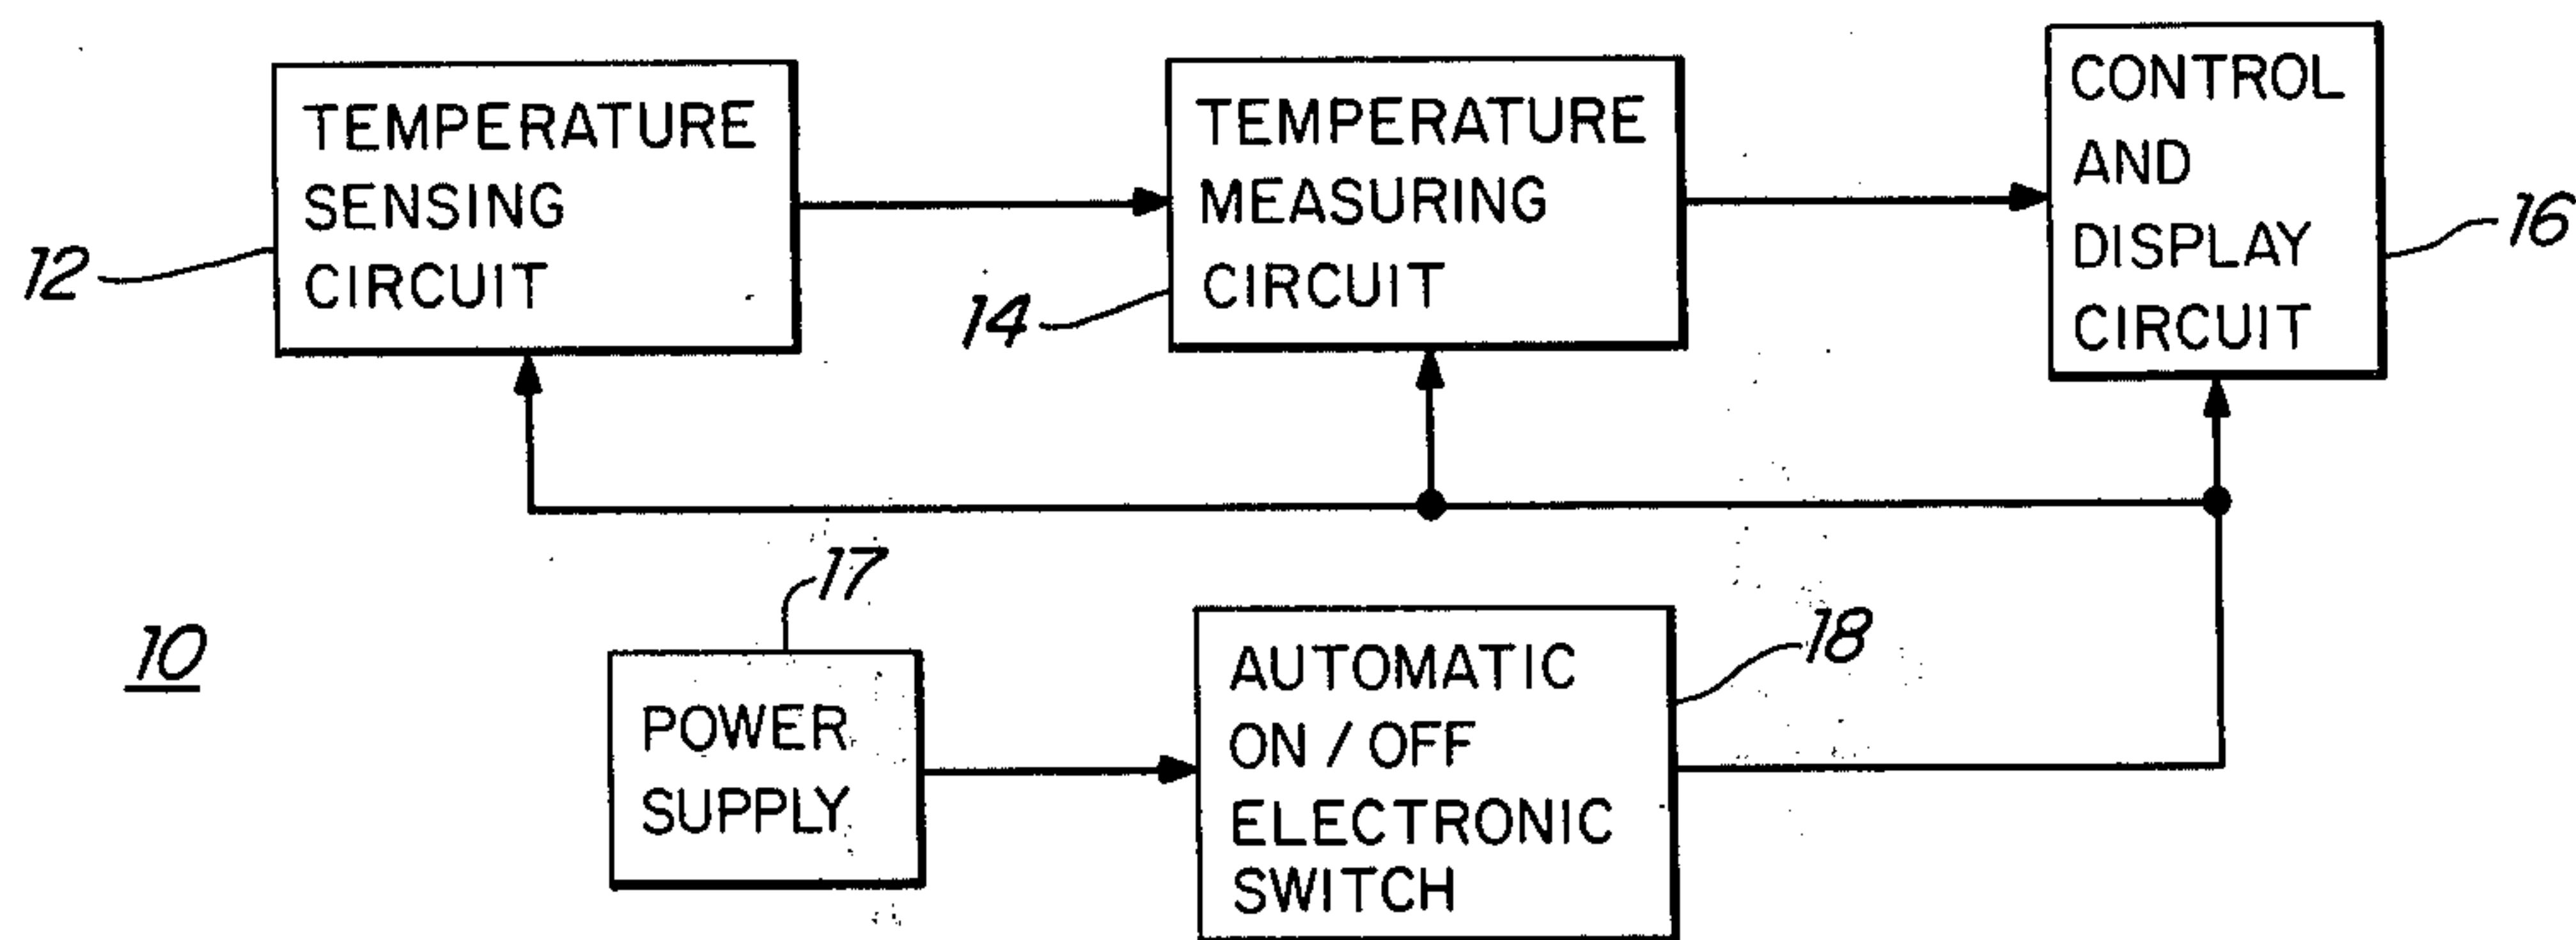 TEMPERATURE
SENSING
CIRCUIT
12
TEMPERATURE
MEASURING
CIRCUIT
14
CONTROL
AND
DISPLAY
CIRCUIT
16
10
17
POWER
SUPPLY
AUTOMATIC
ON / OFF
ELECTRONIC
SWITCH
18